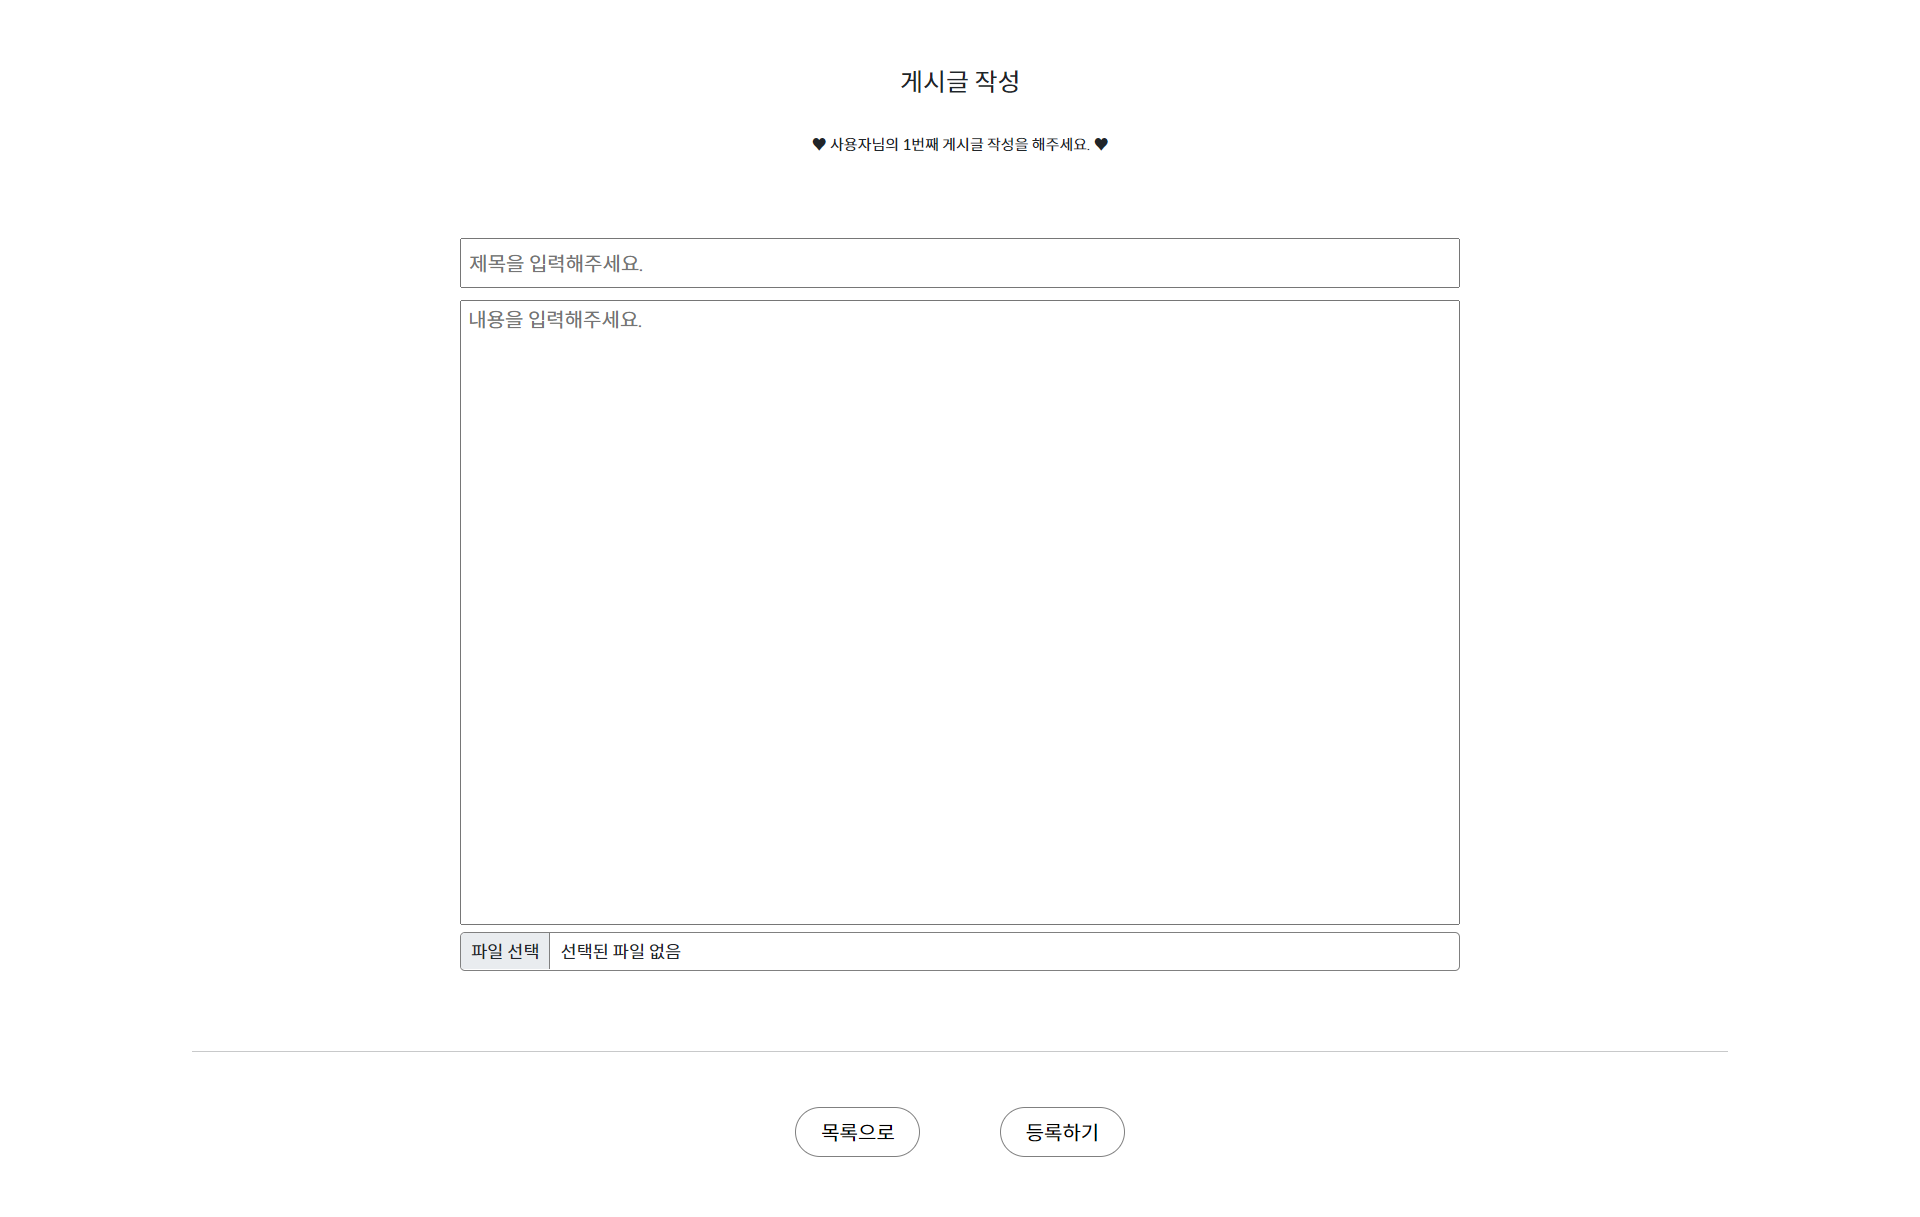 게시글 작성
♥ 사용자님의 1번째 게시글 작성을 해주세요. ♥
제목을 입력해주세요.
내용을 입력해주세요.
파일 선택 선택된 파일 없음
목록으로 등록하기